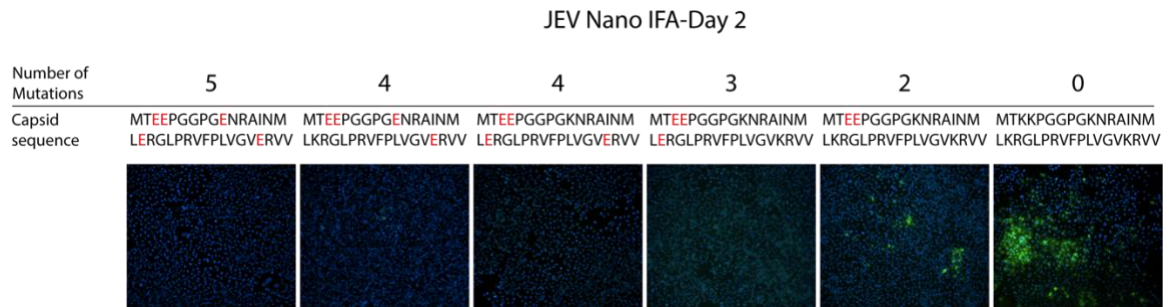 JEV Nano IFA-Day 2
Number of
Mutations
5 4 4 3 2 0
Capsid
sequence
MTEEPGGPGENRAINM
LERGLPRVFPLVGVERVV
MTEEPGGPGENRAINM
LKRGLPRVFPLVGVERVV
MTEEPGGPGKNRAINM
LERGLPRVFPLVGVERVV
MTEEPGGPGKNRAINM
LERGLPRVFPLVGVKRVV
MTEEPGGPGKNRAINM
LKRGLPRVFPLVGVKRVV
MTKKPGGPGKNRAINM
LKRGLPRVFPLVGVKRVV